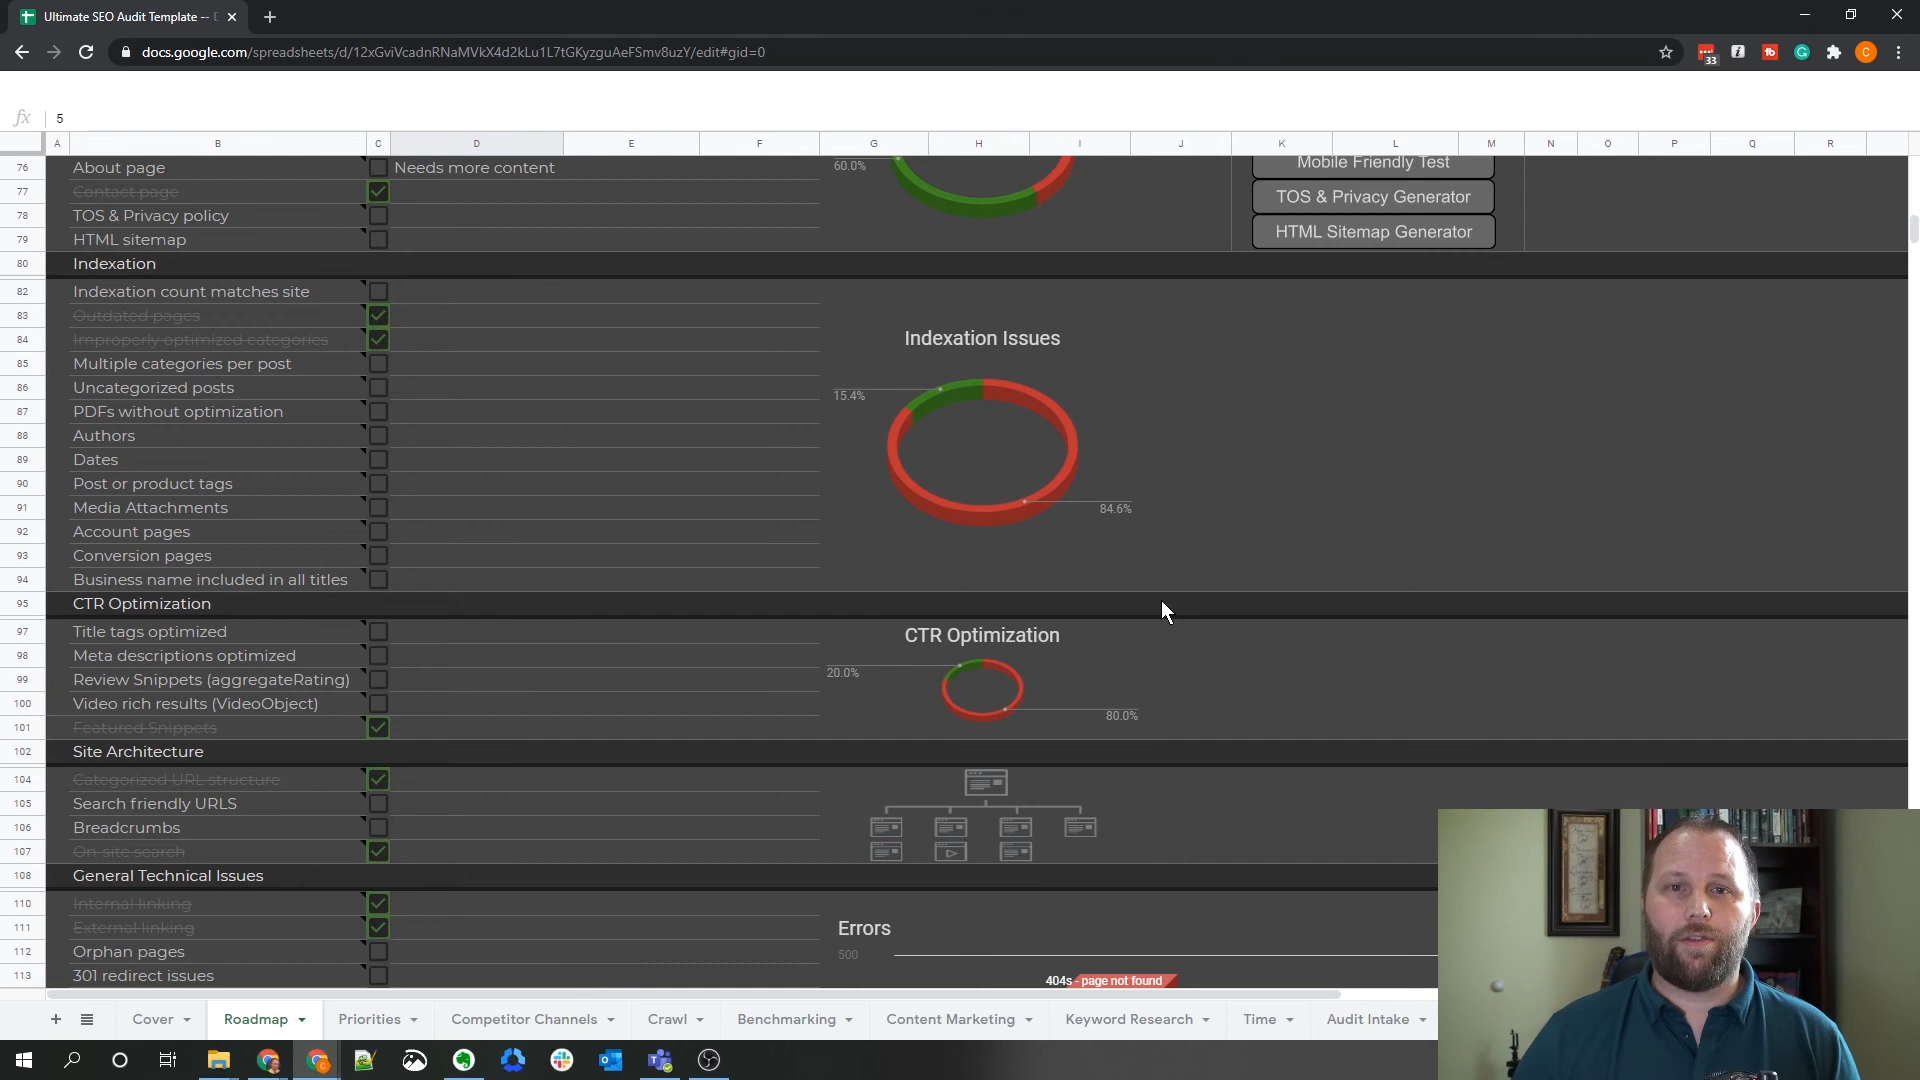 Ultimate SEO Audit Template --
docs.google.com/spreadsheets/d/12xGviVcadnRNaMVkX4d2kLu1L7tGKyzguAeFSmv8uzY/edit#gid=0
33
C
fx 5
A B C D E F G H I J K L M N O P Q R
76 About page Needs more content 60.0% Mobile Friendly Test
77 Contact page
78 TOS & Privacy policy TOS & Privacy Generator
79 HTML sitemap HTML Sitemap Generator
80 Indexation
82 Indexation count matches site
83 Outdated pages
84 Improperly optimized categories Indexation Issues
85 Multiple categories per post
86 Uncategorized posts 15.4%
87 PDFs without optimization
88 Authors
89 Dates
90 Post or product tags
91 Media Attachments 84.6%
92 Account pages
93 Conversion pages
94 Business name included in all titles
95 CTR Optimization
97 Title tags optimized CTR Optimization
98 Meta descriptions optimized
99 Review Snippets (aggregateRating) 20.0%
100 Video rich results (VideoObject)
101 Featured Snippets 80.0%
102 Site Architecture
104 Categorized URL structure
105 Search friendly URLS
106 Breadcrumbs
107 On-site search
108 General Technical Issues
110 Internal linking
111 External linking Errors
112 Orphan pages 500
113 301 redirect issues 404s - page not found
Cover Roadmap Priorities Competitor Channels Crawl Benchmarking Content Marketing Keyword Research Time Audit Intake